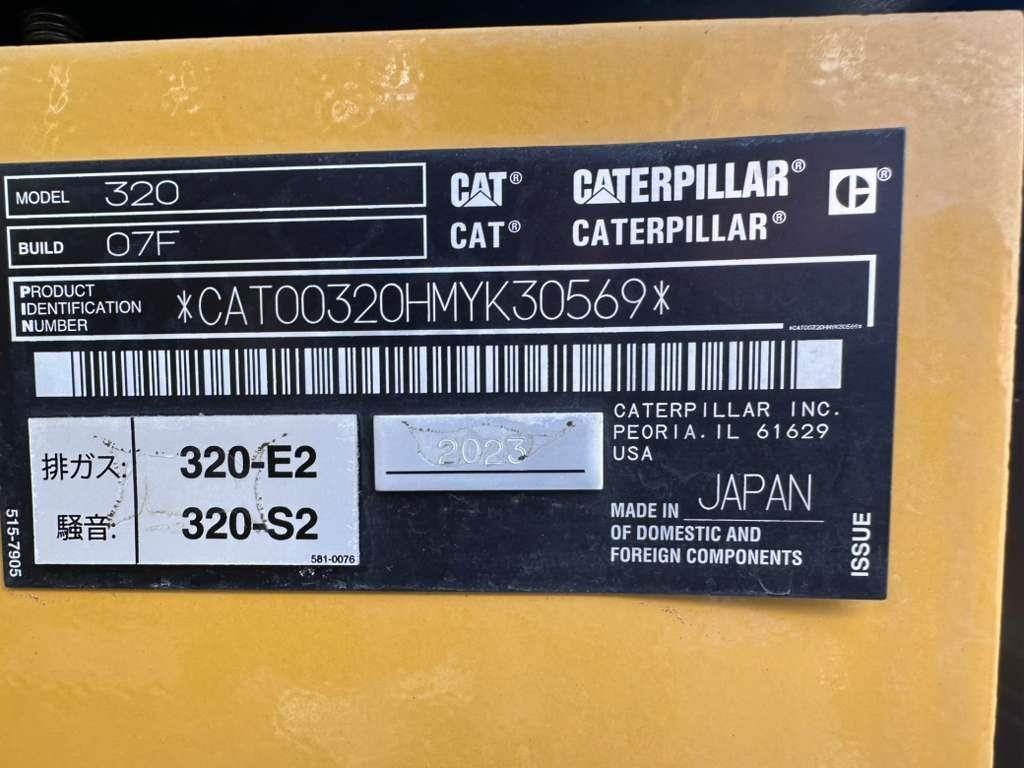 MODEL 320
BUILD 07F
CAT® CATERPILLAR® C®
CAT® CATERPILLAR®
PRODUCT
IDENTIFICATION
NUMBER
*CAT00320HMYK30569*
*CAT00320HMYK30569*
排ガス: 320-E2
騒音: 320-S2
581-0076
515-7905
2023
CATERPILLAR INC.
PEORIA. IL 61629
USA
MADE IN JAPAN
OF DOMESTIC AND
FOREIGN COMPONENTS
ISSUE